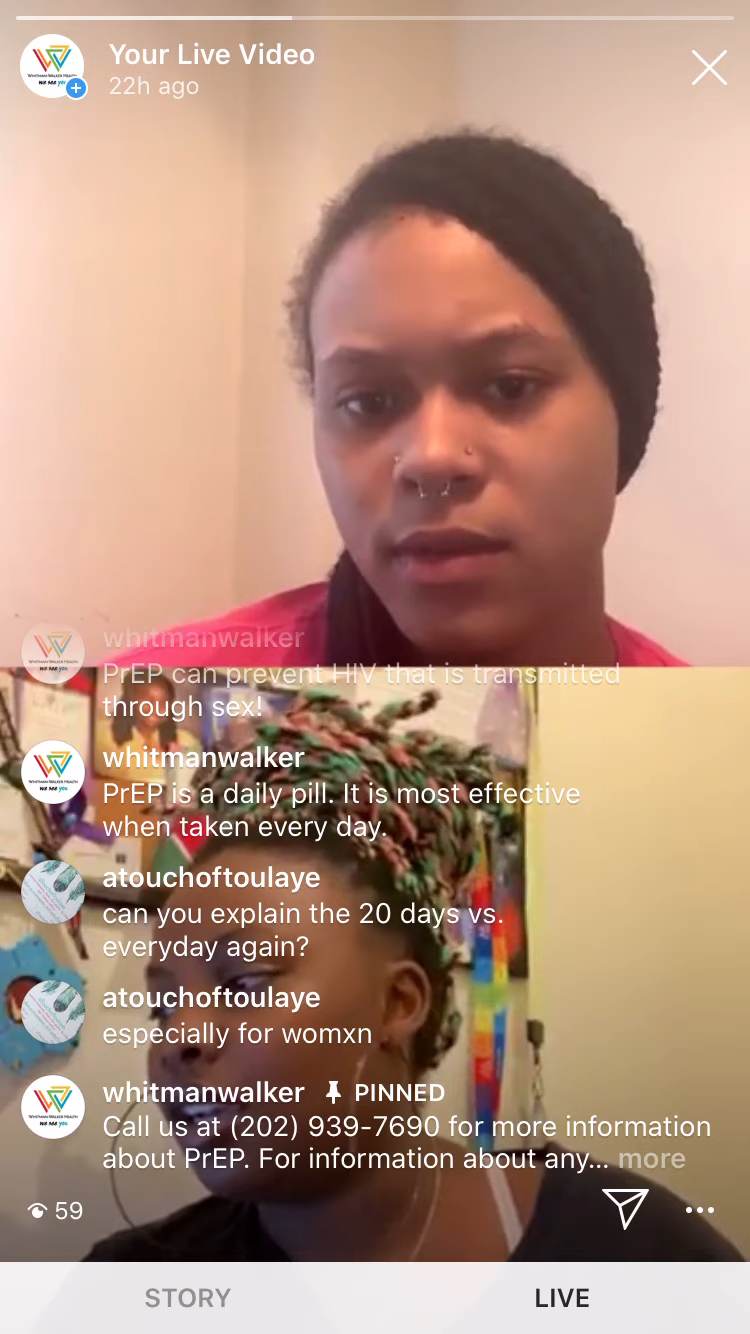 Your Live Video
22h ago
whitmanwalker
PrEP can prevent HIV that is transmitted
through sex!
whitmanwalker
PrEP is a daily pill. It is most effective
when taken every day.
atouchoftoulaye
can you explain the 20 days vs.
everyday again?
atouchoftoulaye
especially for womxn
whitmanwalker PINNED
Call us at (202) 939-7690 for more information
about PrEP. For information about any... more
59
STORY
LIVE